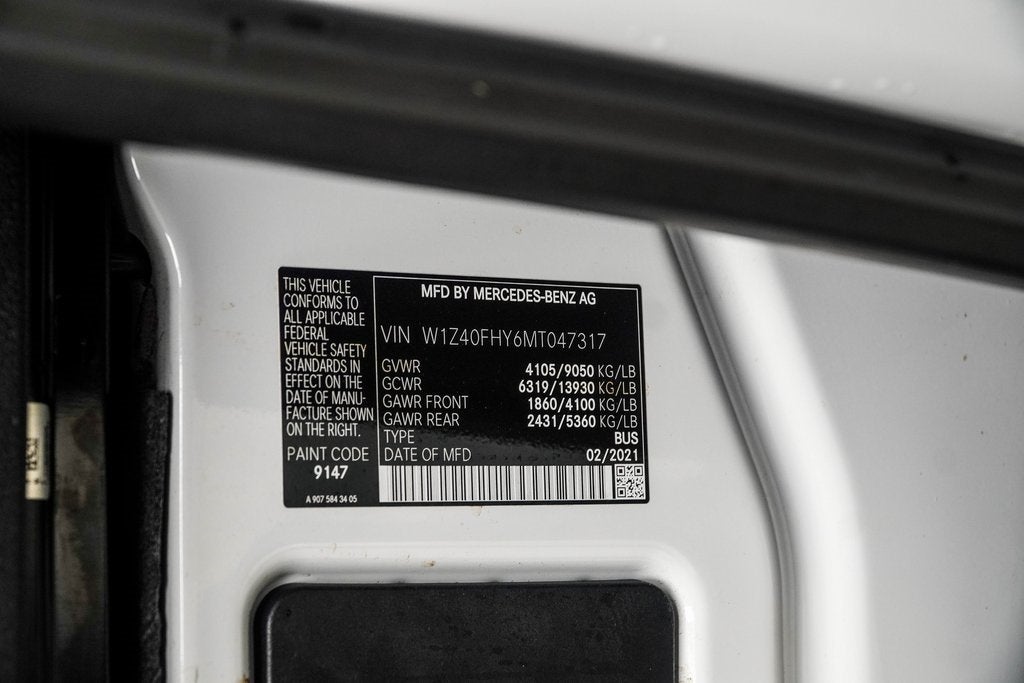 THIS VEHICLE
CONFORMS TO
ALL APPLICABLE
FEDERAL
VEHICLE SAFETY
STANDARDS IN
EFFECT ON THE
DATE OF MANU-
FACTURE SHOWN
ON THE RIGHT.
PAINT CODE
9147
A 907 584 34 05
MFD BY MERCEDES-BENZ AG
VIN W1Z40FHY6MT047317
GVWR 4105/9050 KG/LB
GCWR 6319/13930 KG/LB
GAWR FRONT 1860/4100 KG/LB
GAWR REAR 2431/5360 KG/LB
TYPE BUS
DATE OF MFD 02/2021